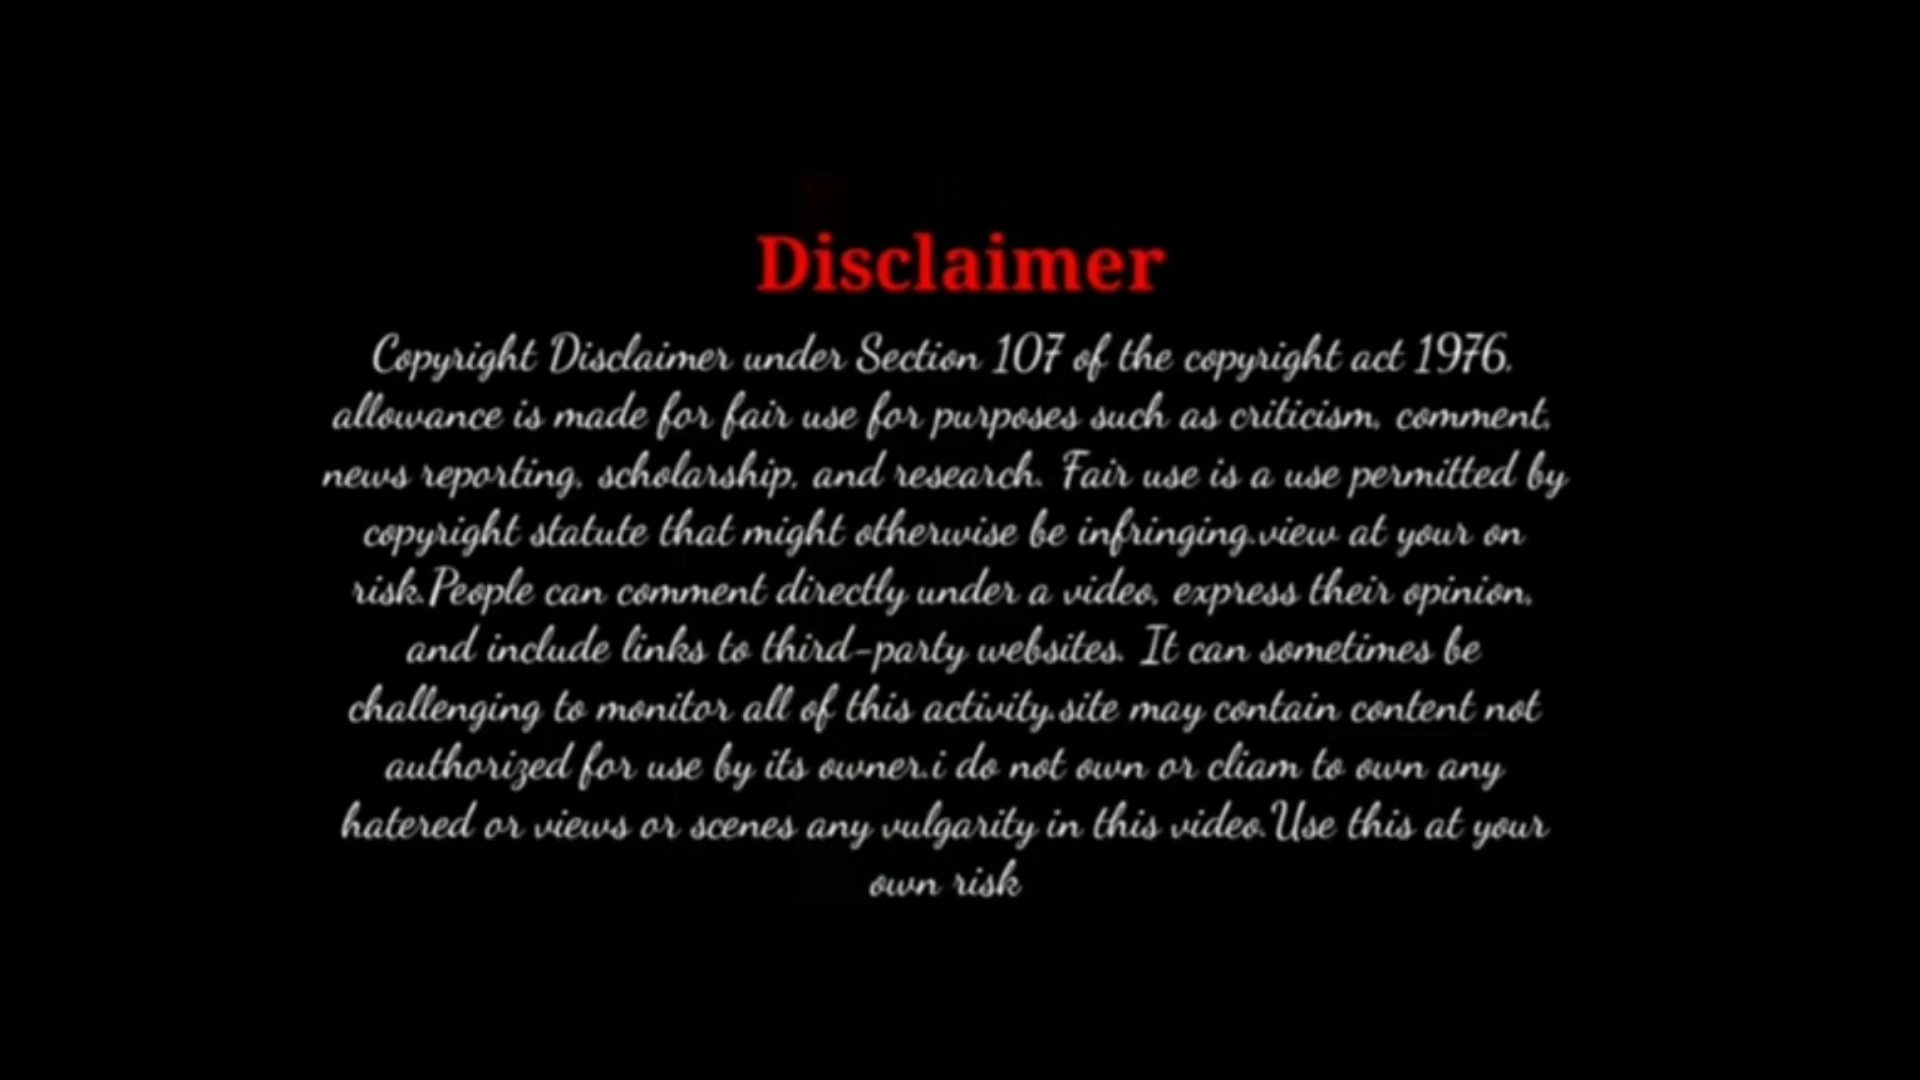 Disclaimer
Copyright Disclaimer under Section 107 of the copyright act 1976,
allowance is made for fair use for purposes such as criticism, comment,
news reporting, scholarship, and research. Fair use is a use permitted by
copyright statute that might otherwise be infringing.view at your on
risk.People can comment directly under a video, express their opinion,
and include links to third-party websites. It can sometimes be
challenging to monitor all of this activity.site may contain content not
authorized for use by its owner.i do not own or cliam to own any
hatered or views or scenes any vulgarity in this video.Use this at your
own risk